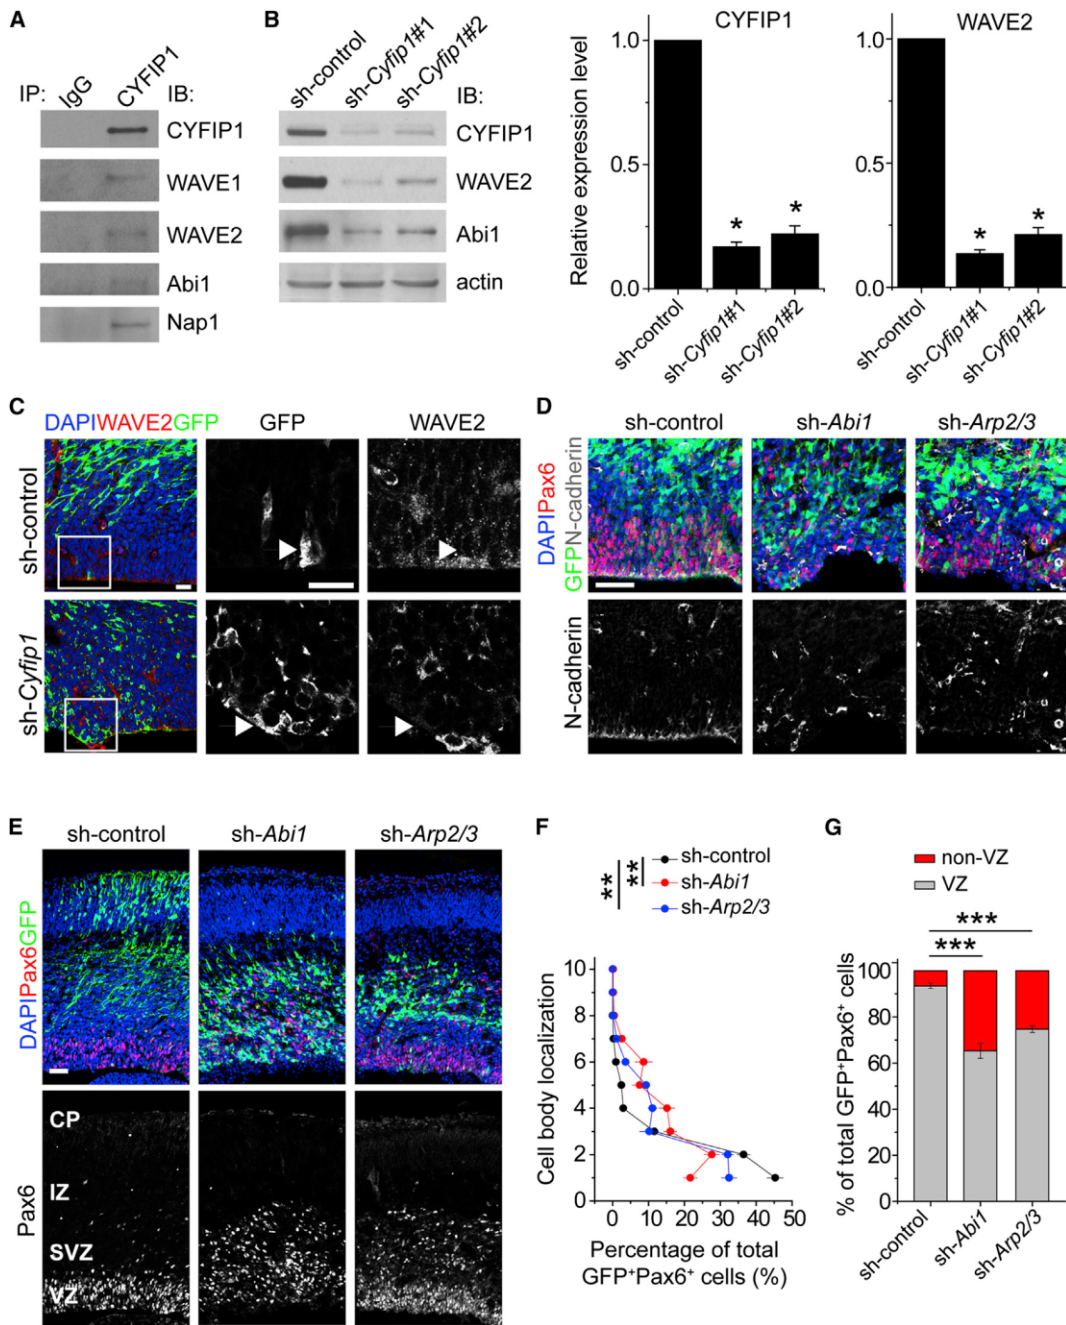 A
IP: IgG CYFIP1 IB:
CYFIP1
WAVE1
WAVE2
Abi1
Nap1
B
sh-control sh-Cyfip1#1 sh-Cyfip1#2
IB:
CYFIP1
WAVE2
Abi1
actin
CYFIP1
Relative expression level
1.0
0.5
0.0
*
*
sh-control sh-Cyfip1#1 sh-Cyfip1#2
WAVE2
1.0
0.5
0.0
*
*
sh-control sh-Cyfip1#1 sh-Cyfip1#2
C
DAPIWAVE2GFP GFP WAVE2
sh-control
sh-Cyfip1
D
sh-control sh-Abi1 sh-Arp2/3
DAPIPax6
GFPN-cadherin
N-cadherin
E
sh-control sh-Abi1 sh-Arp2/3
DAPIPax6GFP
Pax6
CP
IZ
SVZ
VZ
F
sh-control
sh-Abi1
sh-Arp2/3
**
**
Cell body localization
10
8
6
4
2
0
0 10 20 30 40 50
Percentage of total
GFP+Pax6+ cells (%)
G
non-VZ
VZ
***
***
% of total GFP+Pax6+ cells
100
80
60
40
20
0
sh-control sh-Abi1 sh-Arp2/3